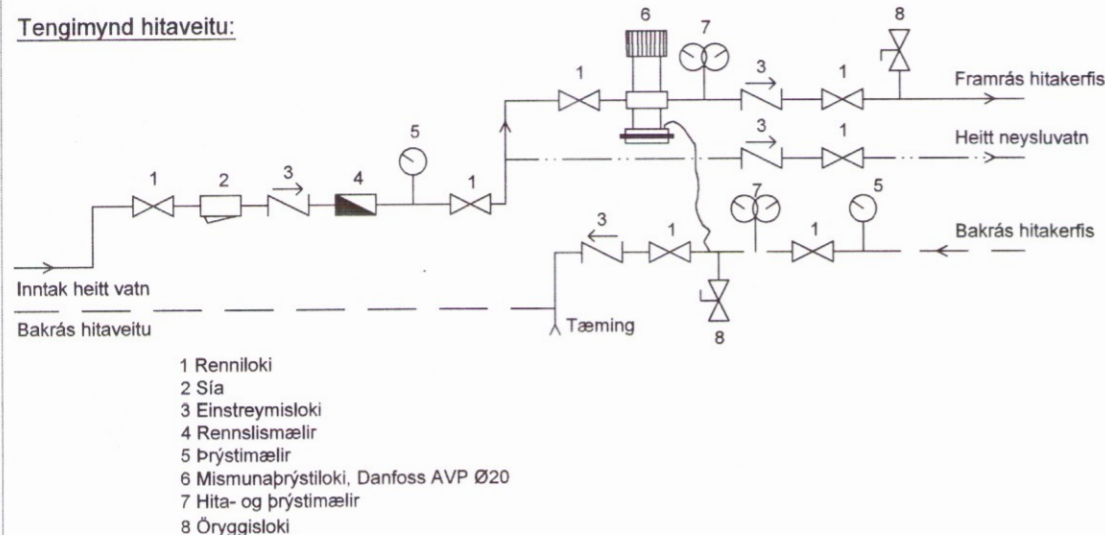 Tengimynd hitaveitu:
6
7
8
1
3
1
Framrás hitakerfis
3
1
Heitt neysluvatn
5
1
2
3
4
1
7
5
3
1
1
Bakrás hitakerfis
Inntak heitt vatn
Bakrás hitaveitu
Tæming
8
1 Renniloki
2 Sía
3 Einstreymisloki
4 Rennslismælir
5 Þrýstimælir
6 Mismunaþrýstiloki, Danfoss AVP Ø20
7 Hita- og þrýstimælir
8 Öryggisloki